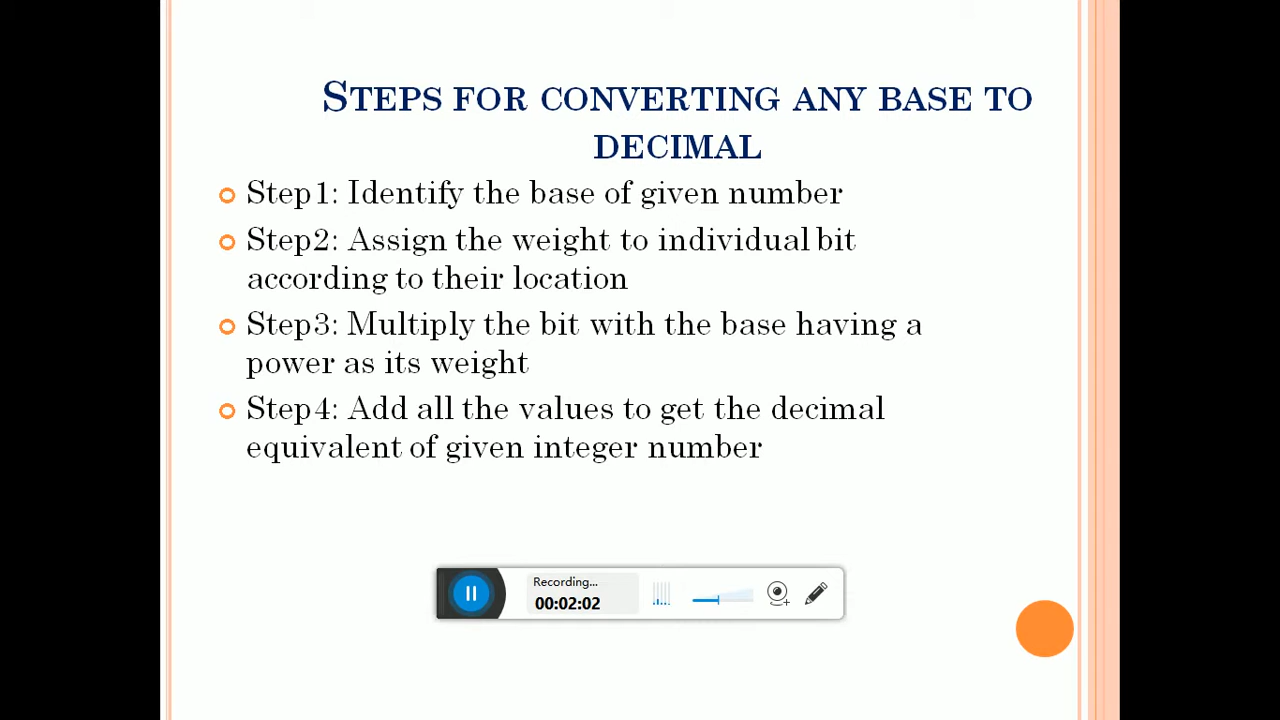 STEPS FOR CONVERTING ANY BASE TO
DECIMAL
Step1: Identify the base of given number
Step2: Assign the weight to individual bit
according to their location
Step3: Multiply the bit with the base having a
power as its weight
Step4: Add all the values to get the decimal
equivalent of given integer number
Recording...
00:02:02